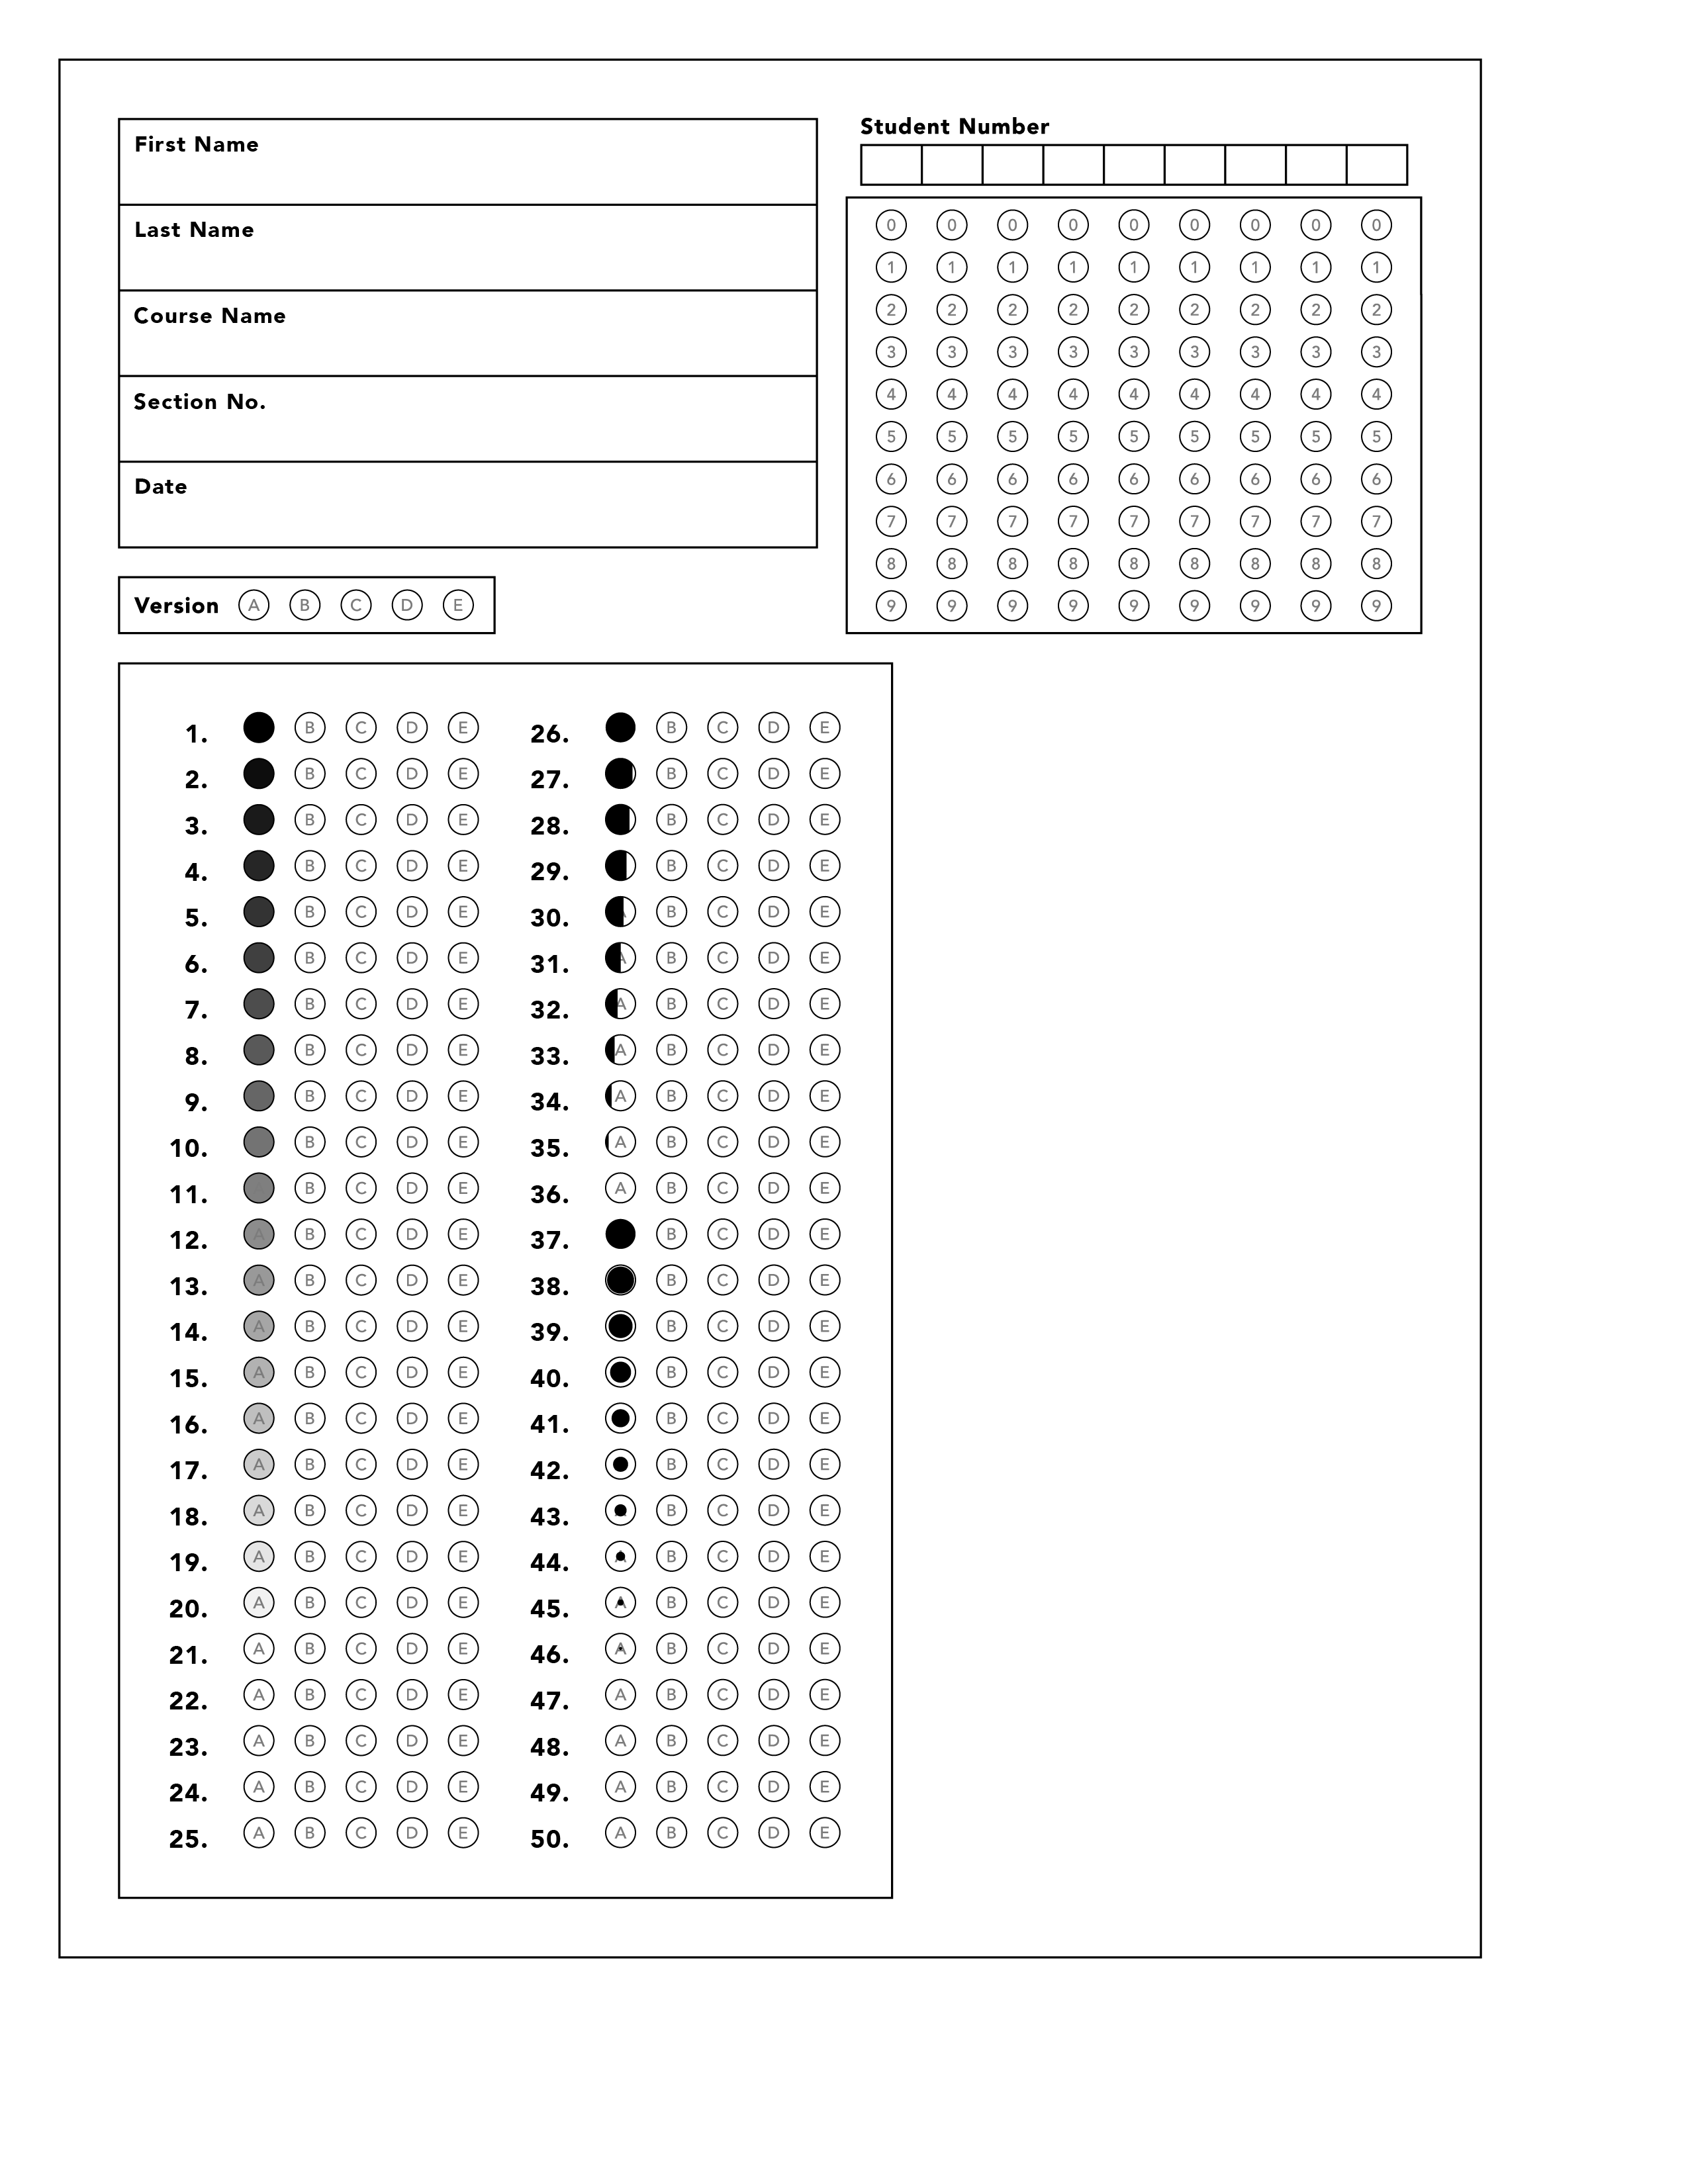 First Name
Last Name
Course Name
Section No.
Date
Student Number
0 0 0 0 0 0 0 0 0
1 1 1 1 1 1 1 1 1
2 2 2 2 2 2 2 2 2
3 3 3 3 3 3 3 3 3
4 4 4 4 4 4 4 4 4
5 5 5 5 5 5 5 5 5
6 6 6 6 6 6 6 6 6
7 7 7 7 7 7 7 7 7
8 8 8 8 8 8 8 8 8
9 9 9 9 9 9 9 9 9
Version A B C D E
1. B C D E
2. B C D E
3. B C D E
4. B C D E
5. B C D E
6. B C D E
7. B C D E
8. B C D E
9. B C D E
10. B C D E
11. B C D E
12. A B C D E
13. A B C D E
14. A B C D E
15. A B C D E
16. A B C D E
17. A B C D E
18. A B C D E
19. A B C D E
20. A B C D E
21. A B C D E
22. A B C D E
23. A B C D E
24. A B C D E
25. A B C D E
26. B C D E
27. B C D E
28. B C D E
29. B C D E
30. B C D E
31. A B C D E
32. A B C D E
33. A B C D E
34. A B C D E
35. A B C D E
36. A B C D E
37. B C D E
38. B C D E
39. B C D E
40. B C D E
41. B C D E
42. B C D E
43. B C D E
44. A B C D E
45. A B C D E
46. A B C D E
47. A B C D E
48. A B C D E
49. A B C D E
50. A B C D E